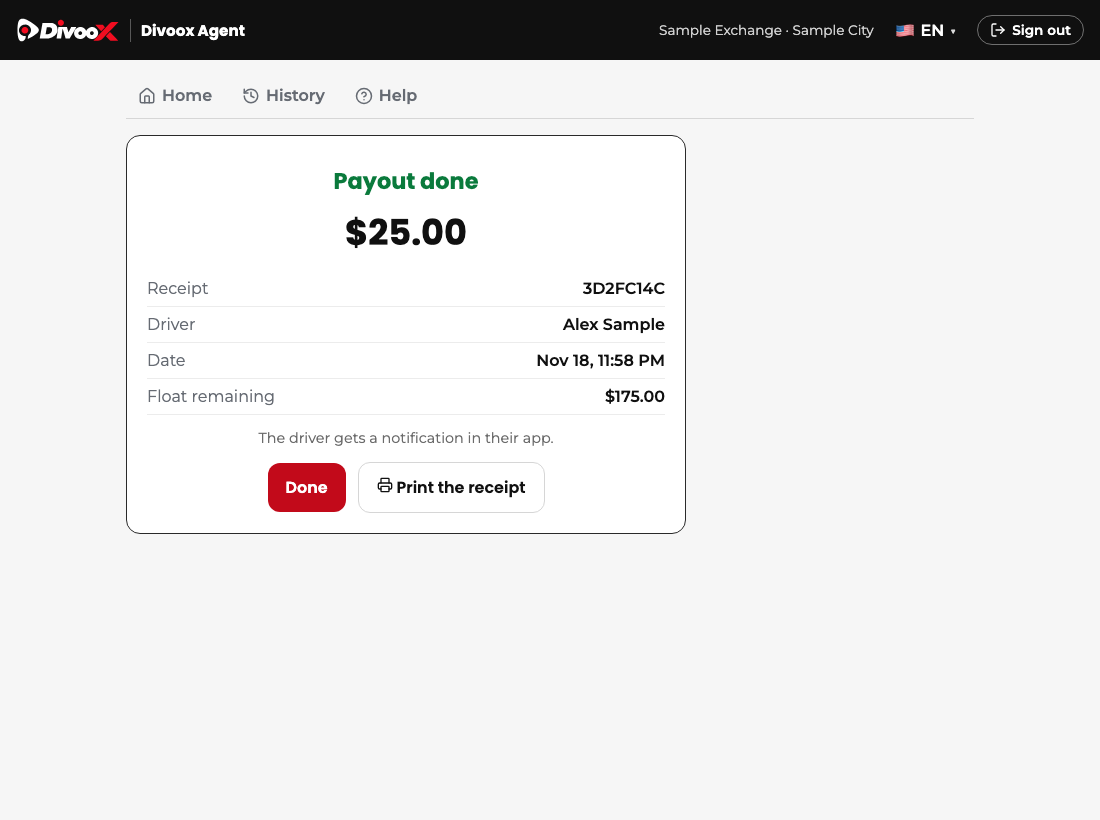 DivooX Divoox Agent Sample Exchange · Sample City EN Sign out
Home History Help
Payout done
$25.00
Receipt 3D2FC14C
Driver Alex Sample
Date Nov 18, 11:58 PM
Float remaining $175.00
The driver gets a notification in their app.
Done Print the receipt